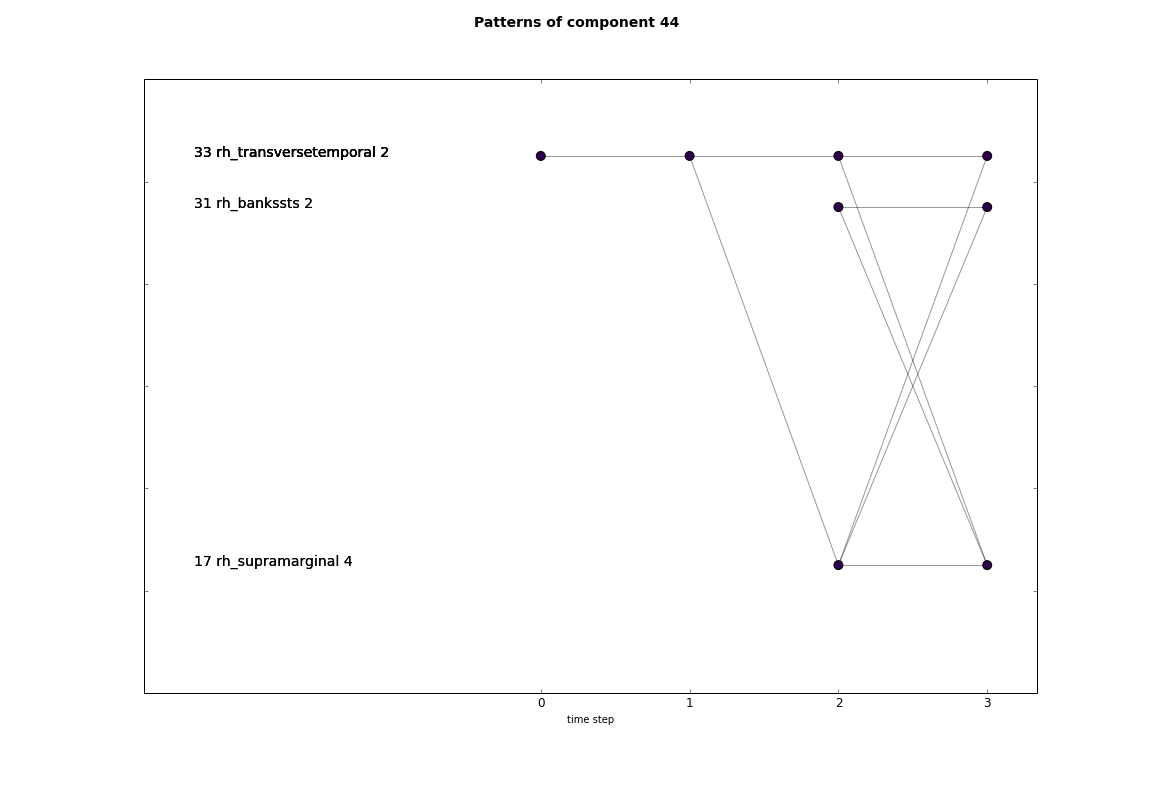 Patterns of component 44
33 rh_transversetemporal 2
31 rh_bankssts 2
17 rh_supramarginal 4
0 1 2 3
time step